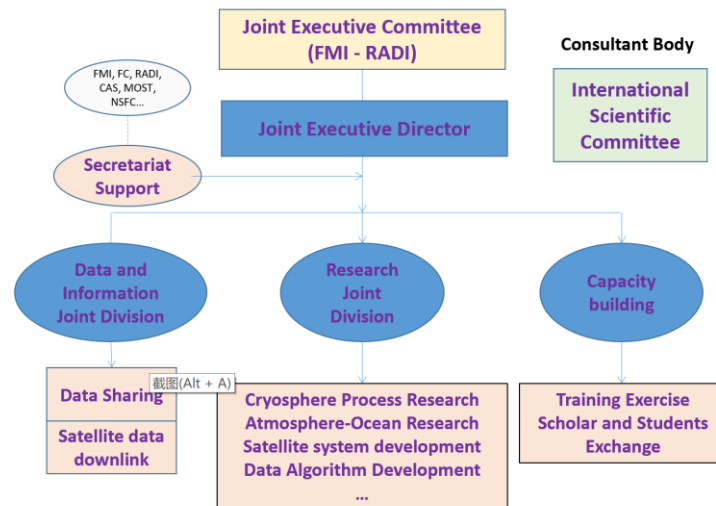 Joint Executive Committee
(FMI - RADI)
Consultant Body
FMI, FC, RADI,
CAS, MOST,
NSFC...
International
Scientific
Committee
Joint Executive Director
Secretariat
Support
Data and
Information
Joint Division
Research
Joint
Division
Capacity
building
截图(Alt + A)
Data Sharing
Satellite data
downlink
Cryosphere Process Research
Atmosphere-Ocean Research
Satellite system development
Data Algorithm Development
...
Training Exercise
Scholar and Students
Exchange